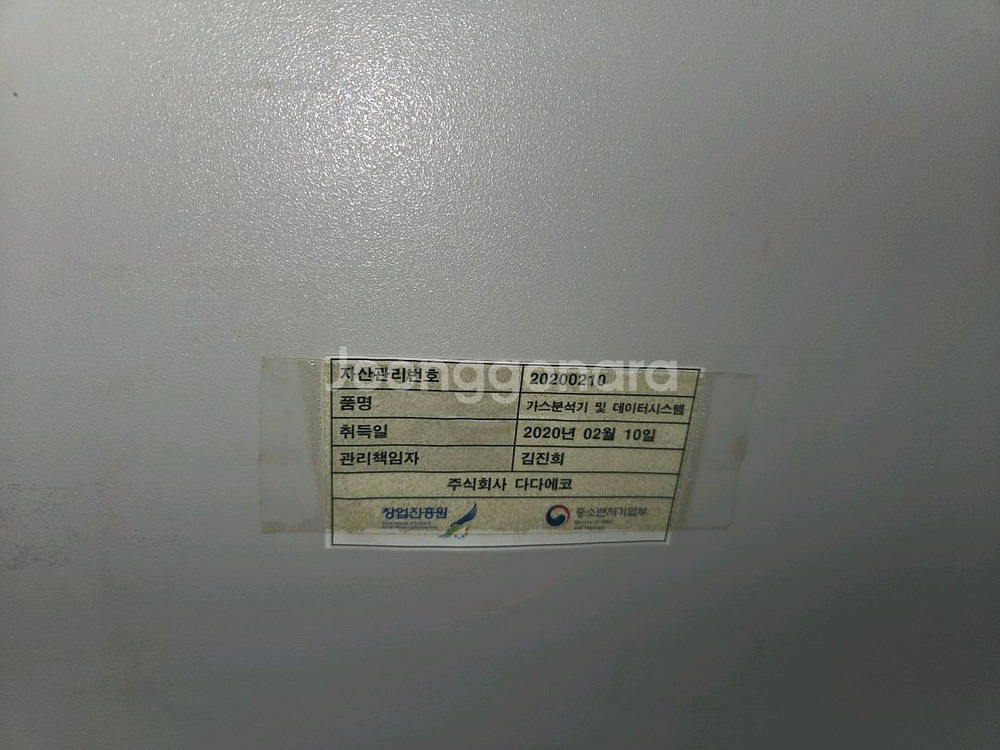 Joonggonara
자산관리번호 20200210
품명 가스분석기 및 데이터시스템
취득일 2020년 02월 10일
관리책임자 김진희
주식회사 다다에코
창업진흥원 중소벤처기업부